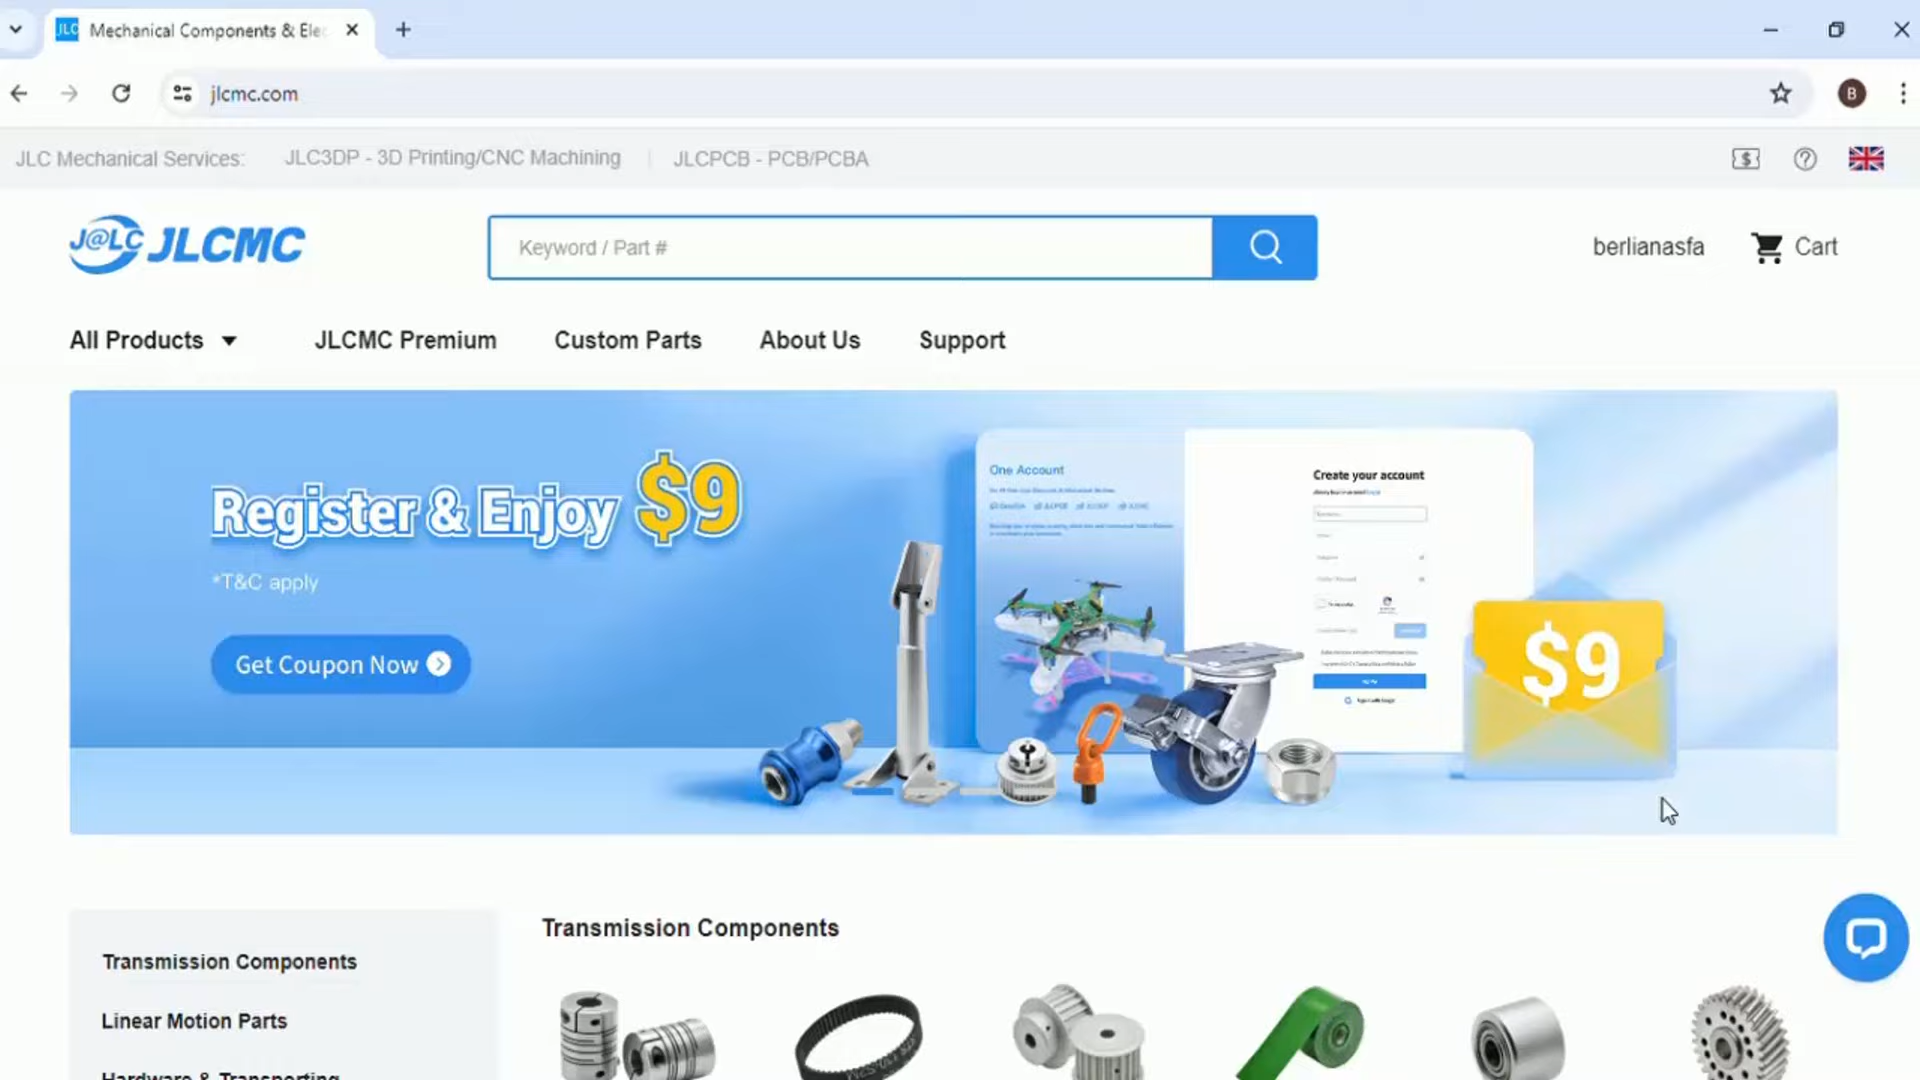 JLC Mechanical Components & Elec
jlcmc.com
B
JLC Mechanical Services: JLC3DP - 3D Printing/CNC Machining JLCPCB - PCB/PCBA
J@LC JLCMC
Keyword / Part #
berlianasfa
Cart
All Products JLCMC Premium Custom Parts About Us Support
Register & Enjoy $9
*T&C apply
Get Coupon Now
One Account
Create your account
$9
Transmission Components
Linear Motion Parts
Hardware & Transporting
Transmission Components